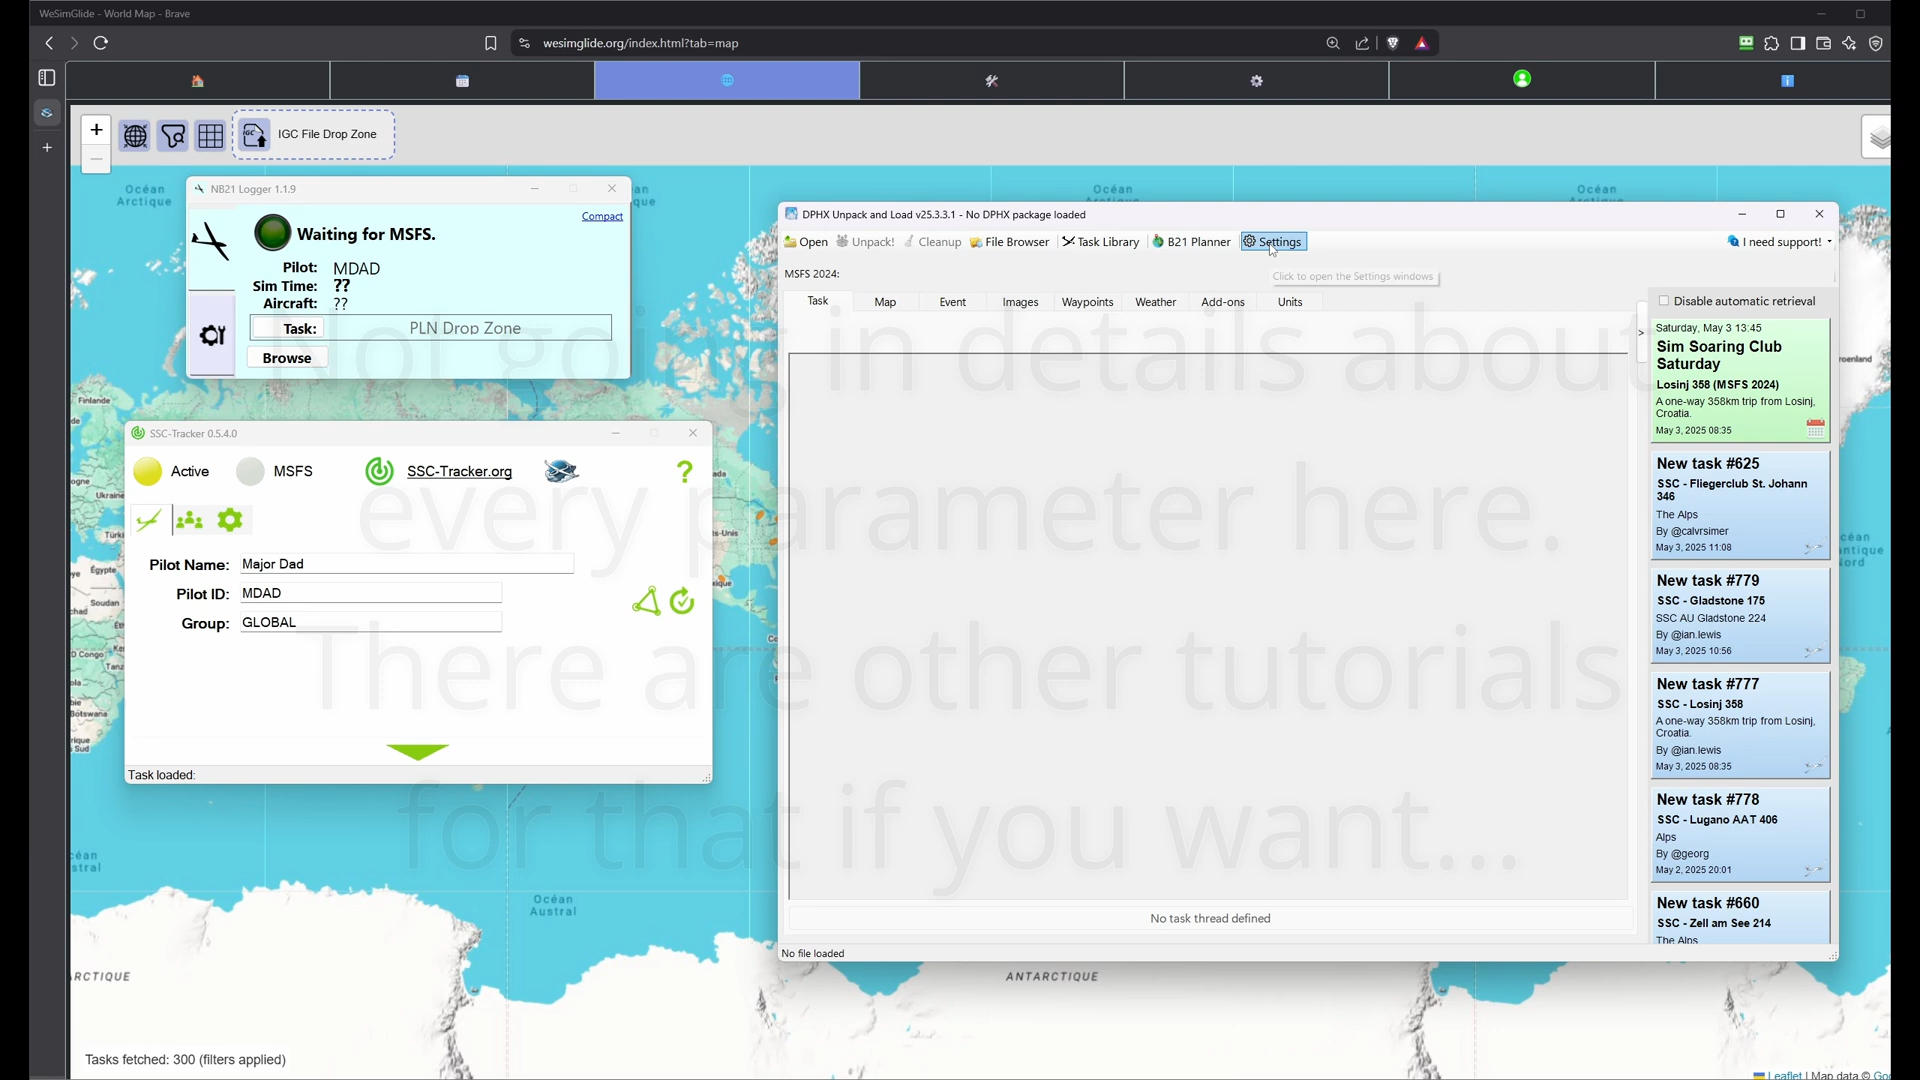 WeSimGlide - World Map - Brave
wesimglide.org/index.html?tab=map
IGC File Drop Zone
Océan
Arctique
Océan
Arctique
Océan
Arctique
NB21 Logger 1.1.9
Compact
Waiting for MSFS.
Pilot: MDAD
Sim Time: ??
Aircraft: ??
Task: PLN Drop Zone
Browse
Finlande
SSC-Tracker 0.5.4.0
Active
MSFS
SSC-Tracker.org
?
Pilot Name: Major Dad
Pilot ID: MDAD
Group: GLOBAL
Task loaded:
Ukraine
Égypte
Soudan
D Congo
Tanz
Botswana
Sud
DPHX Unpack and Load v25.3.3.1 - No DPHX package loaded
Open Unpack! Cleanup File Browser Task Library B21 Planner Settings I need support!
Click to open the Settings windows
MSFS 2024:
Task Map Event Images Waypoints Weather Add-ons Units
Disable automatic retrieval
>
Saturday, May 3 13:45
Sim Soaring Club
Saturday
Losinj 358 (MSFS 2024)
A one-way 358km trip from Losinj,
Croatia.
May 3, 2025 08:35
New task #625
SSC - Fliegerclub St. Johann
346
The Alps
By @calvrsimer
May 3, 2025 11:08
New task #779
SSC - Gladstone 175
SSC AU Gladstone 224
By @ian.lewis
May 3, 2025 10:56
New task #777
SSC - Losinj 358
A one-way 358km trip from Losinj,
Croatia.
By @ian.lewis
May 3, 2025 08:35
New task #778
SSC - Lugano AAT 406
Alps
By @georg
May 2, 2025 20:01
New task #660
SSC - Zell am See 214
The Alps
No task thread defined
No file loaded
Not going in details about
every parameter here.
There are other tutorials
for that if you want...
Océan
Austral
ANTARCTIQUE
Tasks fetched: 300 (filters applied)
Leaflet | Map data ©